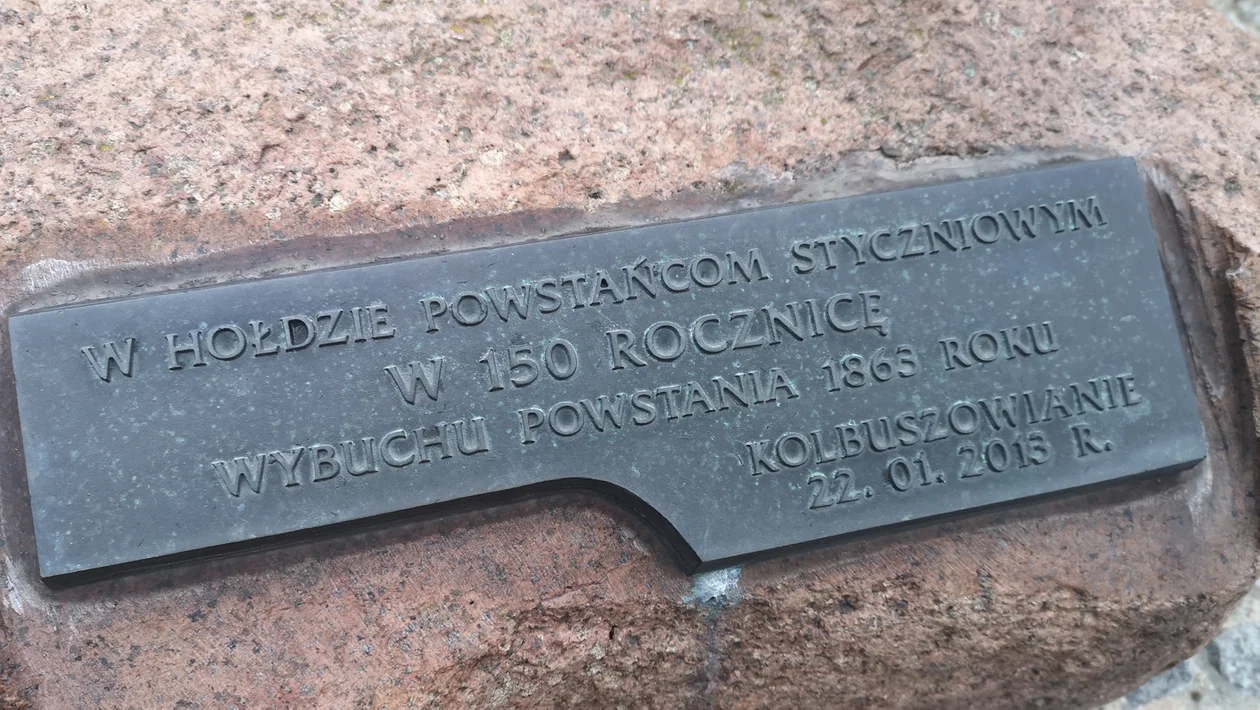 W HOŁDZIE POWSTAŃCOM STYCZNIOWYM
W 150 ROCZNICĘ
WYBUCHU POWSTANIA 1863 ROKU
KOLBUSZOWIANIE
22. 01. 2013 R.